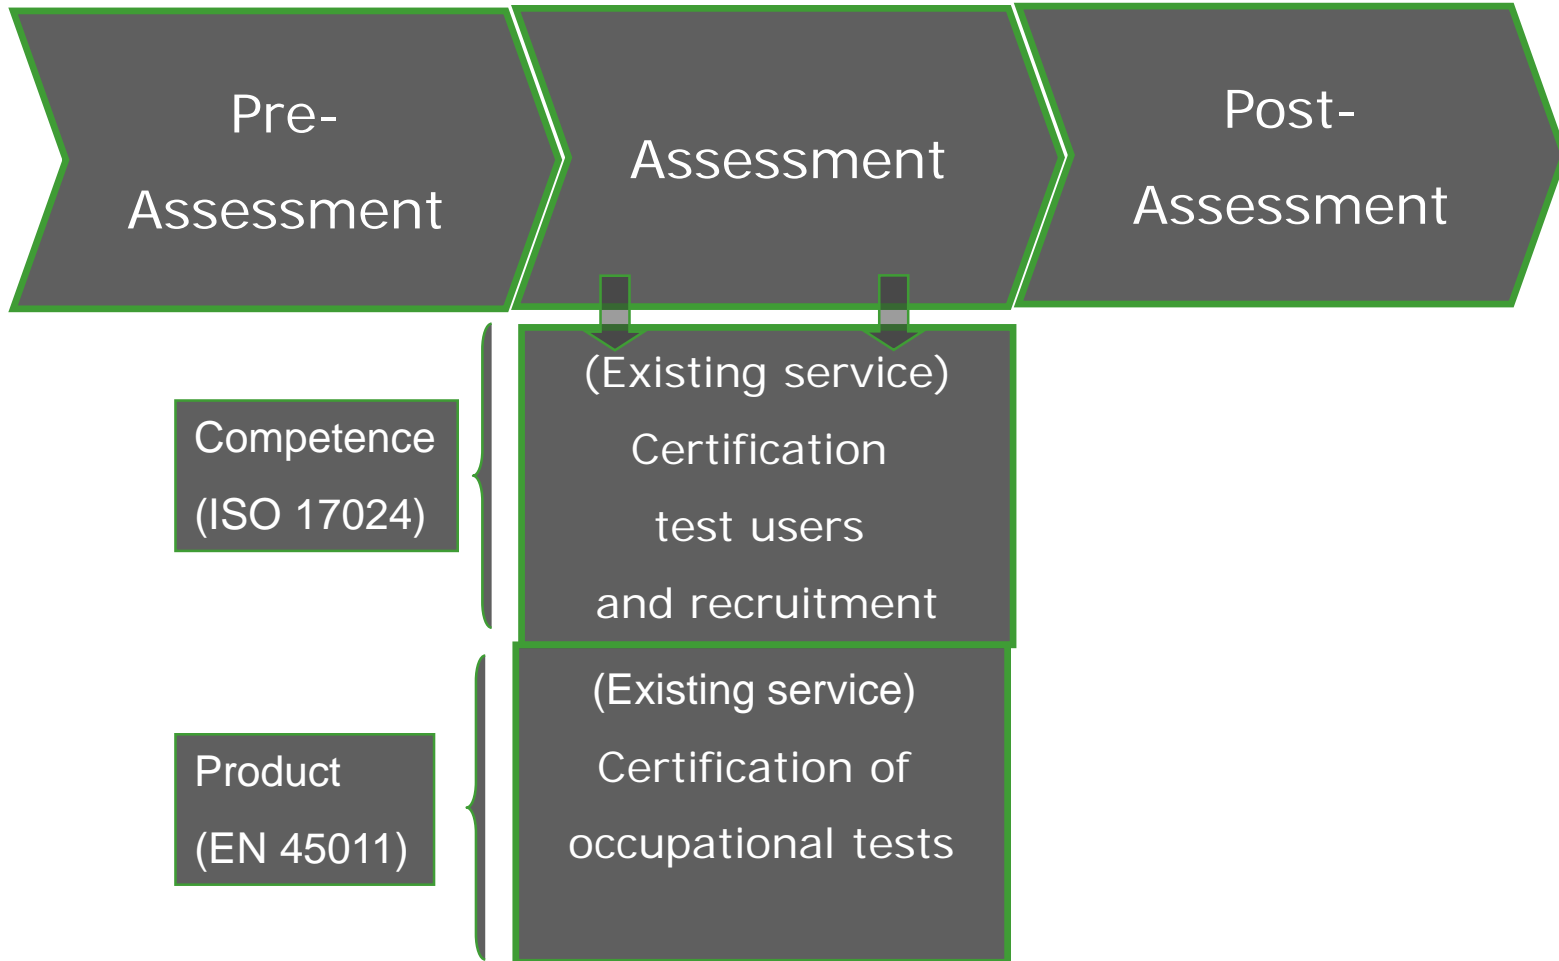 Pre-
Assessment
Assessment
Post-
Assessment
Competence
(ISO 17024)
(Existing service)
Certification
test users
and recruitment
Product
(EN 45011)
(Existing service)
Certification of
occupational tests